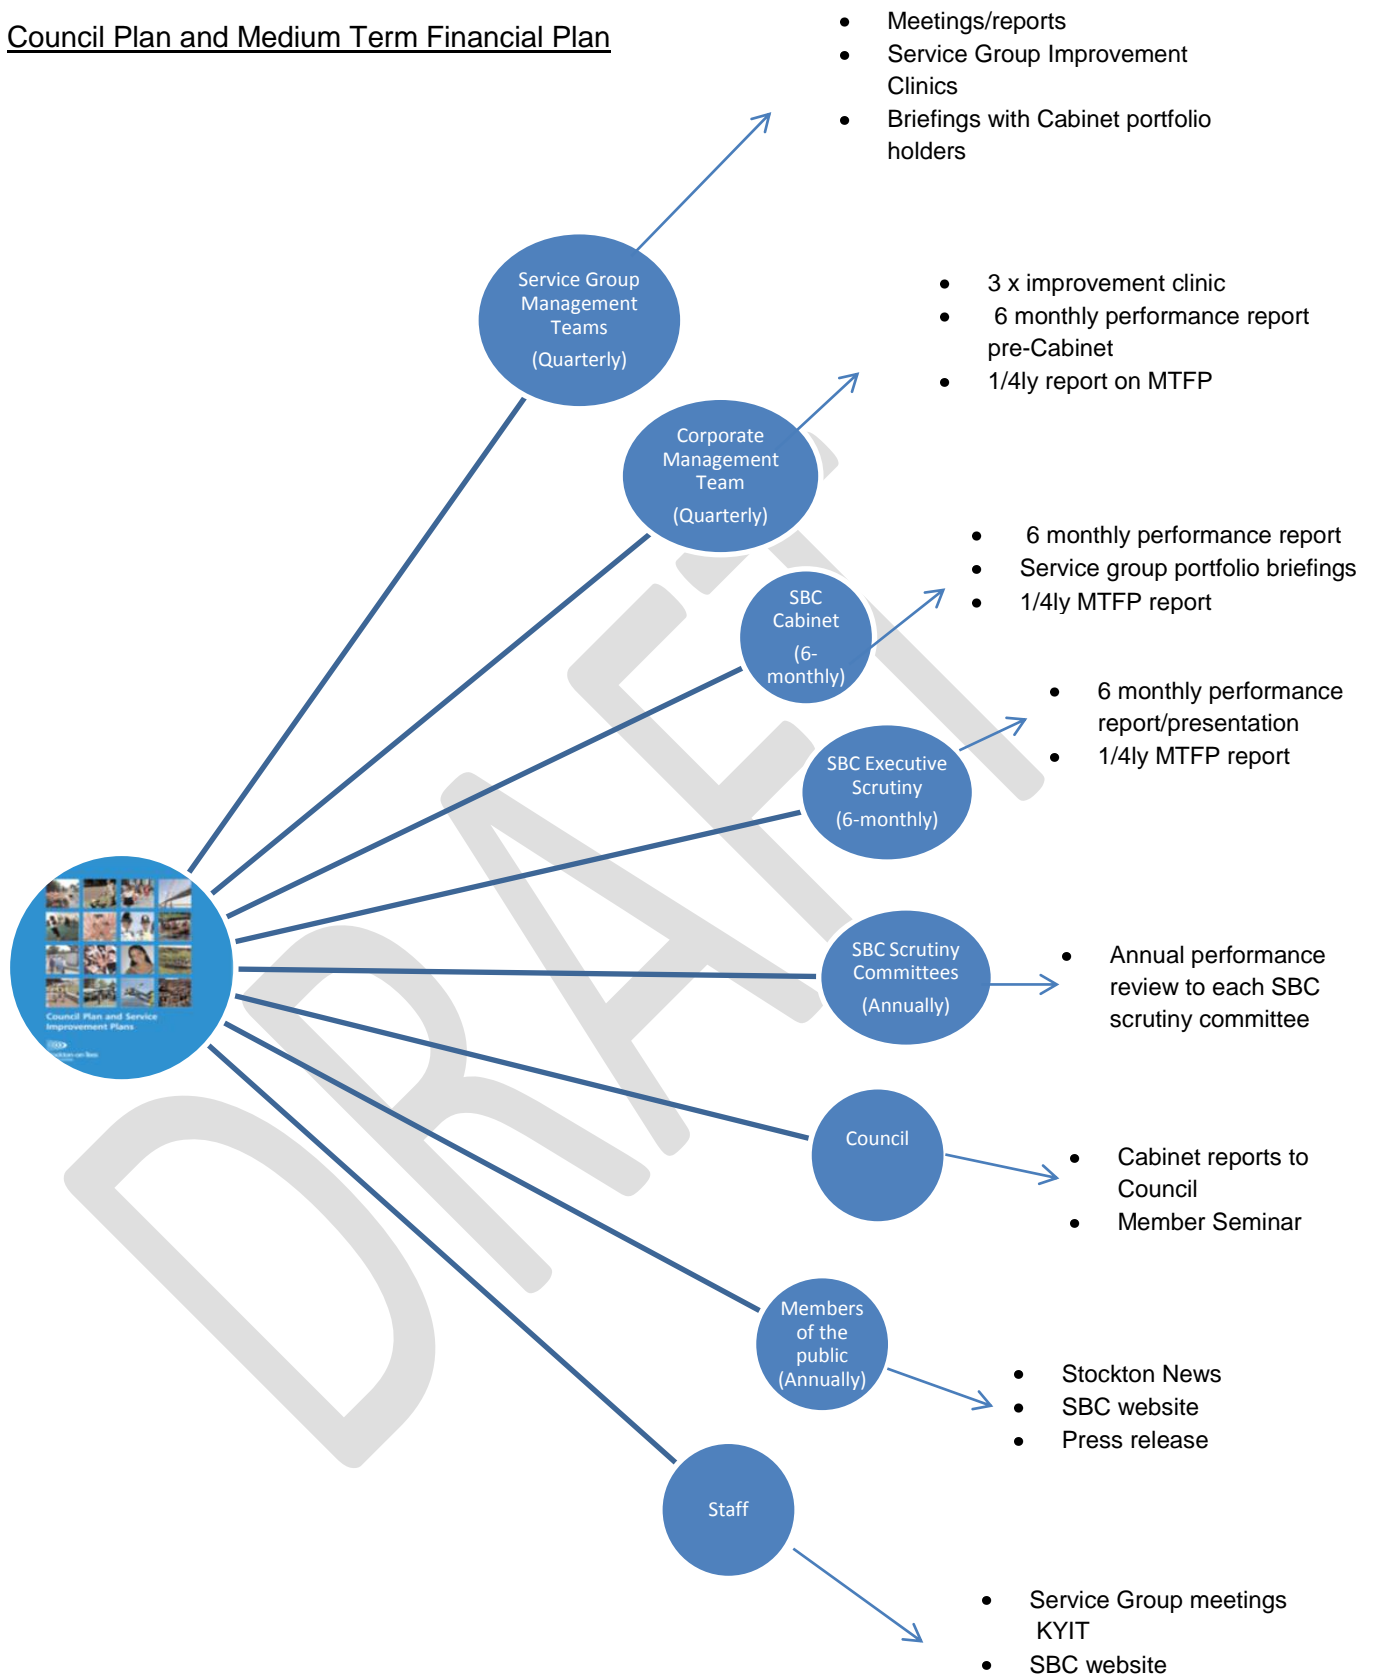 Council Plan and Medium Term Financial Plan
• Meetings/reports
• Service Group Improvement
Clinics
• Briefings with Cabinet portfolio
holders
Service Group
Management
Teams
(Quarterly)
• 3 x improvement clinic
• 6 monthly performance report
pre-Cabinet
• 1/4ly report on MTFP
Corporate
Management
Team
(Quarterly)
• 6 monthly performance report
• Service group portfolio briefings
• 1/4ly MTFP report
SBC
Cabinet
(6-
monthly)
• 6 monthly performance
report/presentation
• 1/4ly MTFP report
SBC Executive
Scrutiny
(6-monthly)
Council Plan and Service
Improvement Plans
SBC Scrutiny
Committees
(Annually)
• Annual performance
review to each SBC
scrutiny committee
Council
• Cabinet reports to
Council
• Member Seminar
Members
of the
public
(Annually)
• Stockton News
• SBC website
• Press release
Staff
• Service Group meetings
KYIT
• SBC website
DRAFT